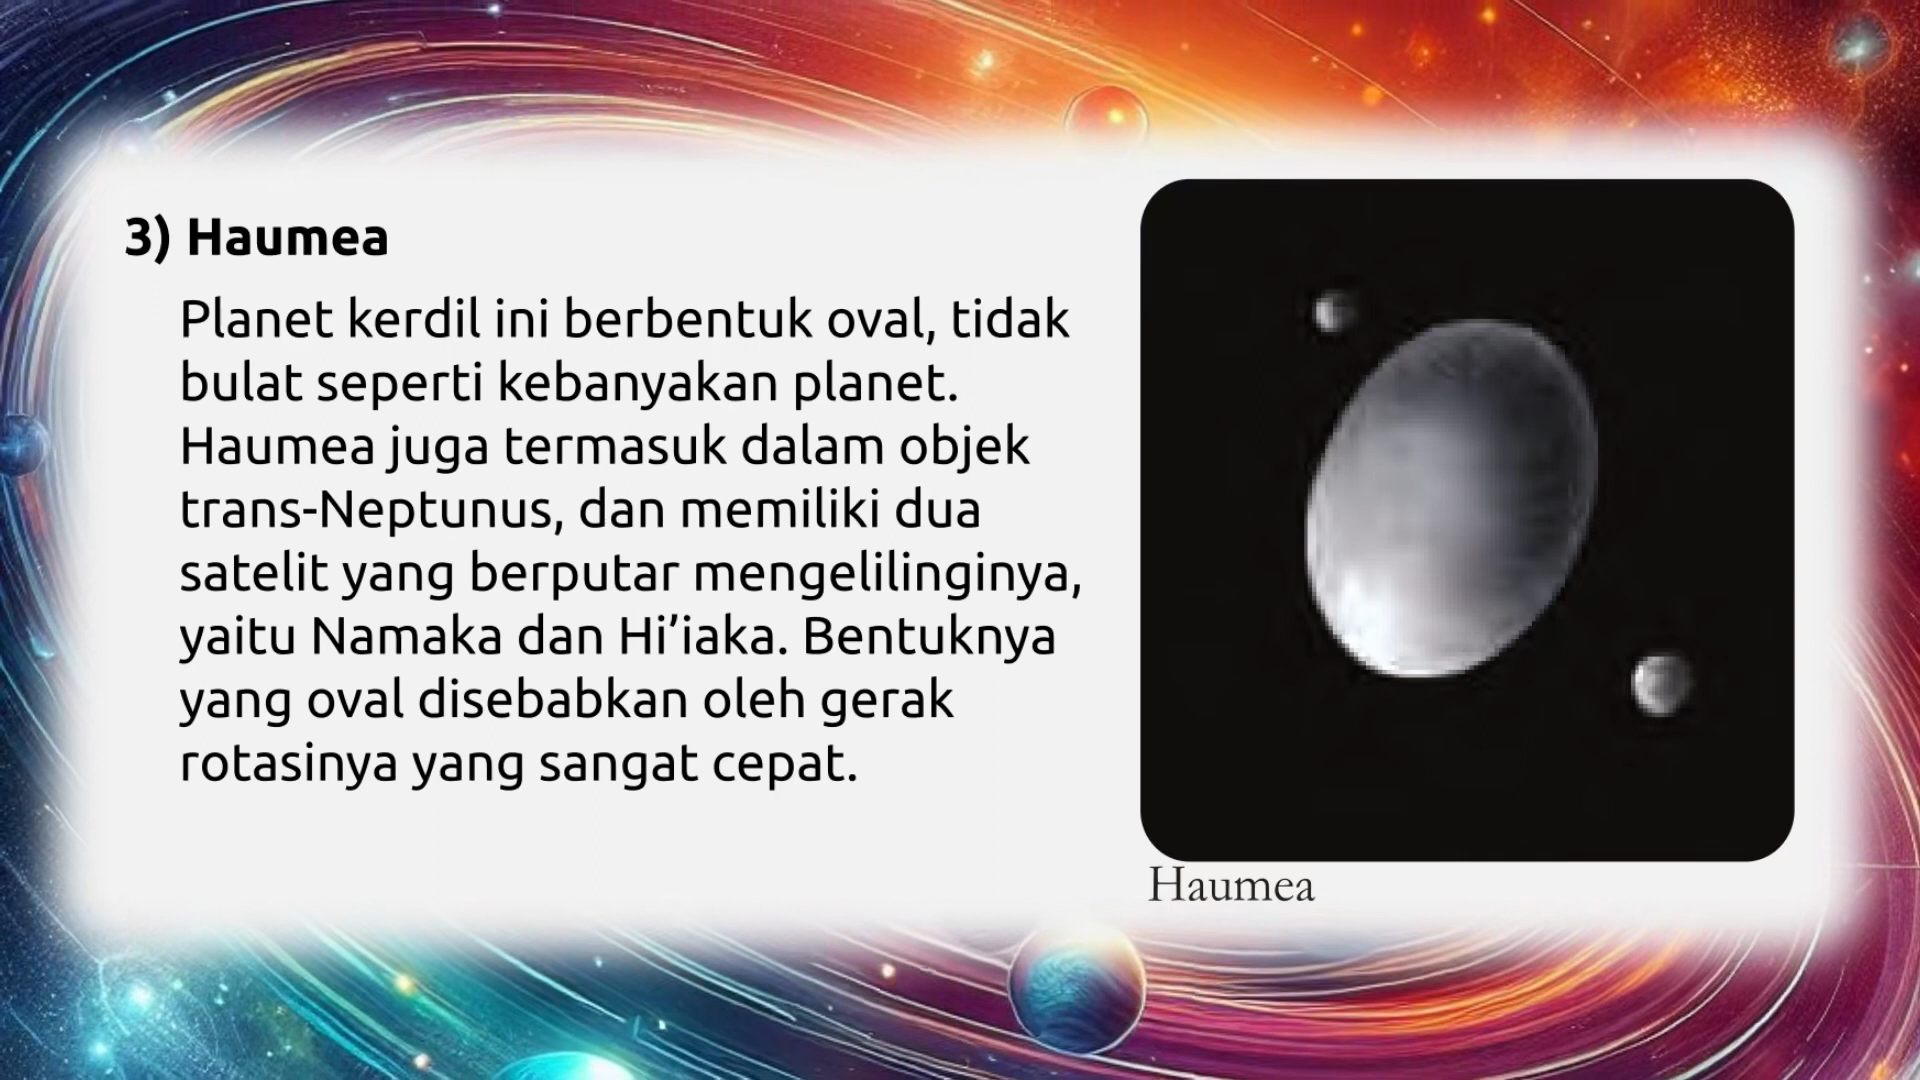 3) Haumea
Planet kerdil ini berbentuk oval, tidak
bulat seperti kebanyakan planet.
Haumea juga termasuk dalam objek
trans-Neptunus, dan memiliki dua
satelit yang berputar mengelilinginya,
yaitu Namaka dan Hi’iaka. Bentuknya
yang oval disebabkan oleh gerak
rotasinya yang sangat cepat.
Haumea